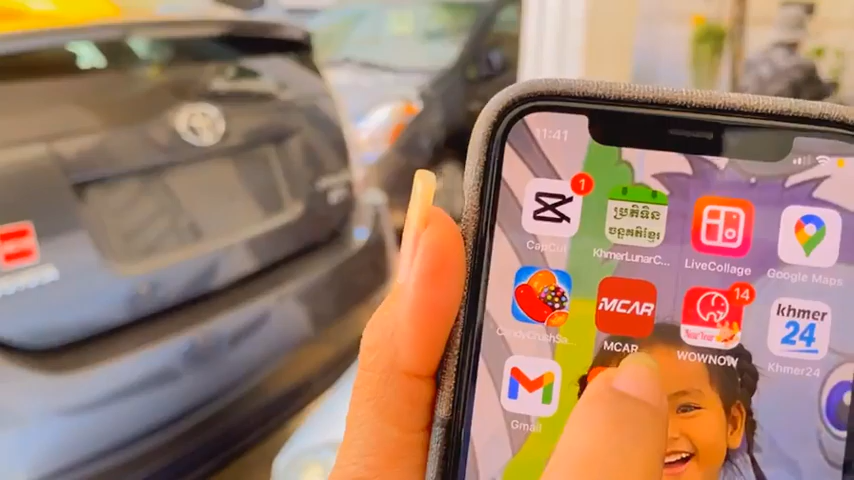 11:41
1
CapCut
ប្រតិទិន
ចន្ទគតិខ្មែរ
KhmerLunarC...
LiveCollage
Google Maps
CandyCrushSa...
MCAR
MCAR
14
WOWNOW
khmer
24
Khmer24
Gmail